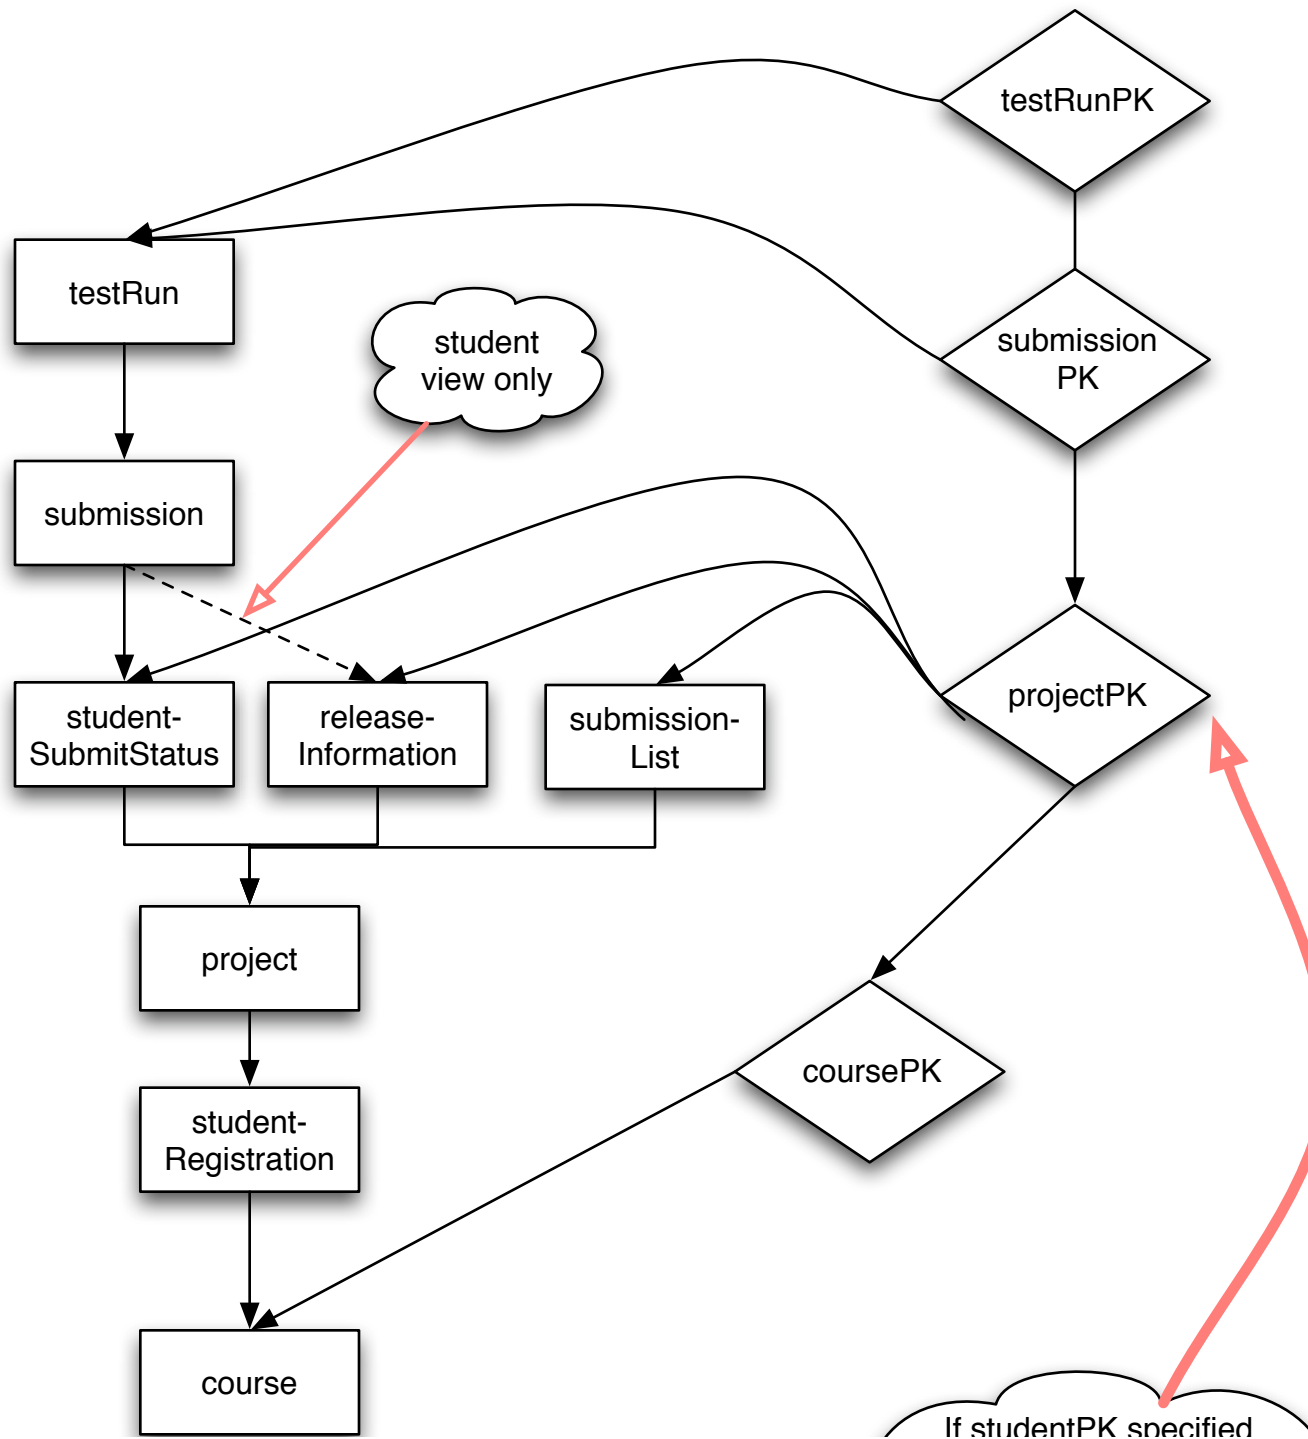 testRunPK
testRun
student
view only
submission
PK
submission
student-
SubmitStatus
release-
Information
submission-
List
projectPK
project
coursePK
student-
Registration
course
If studentPK specified